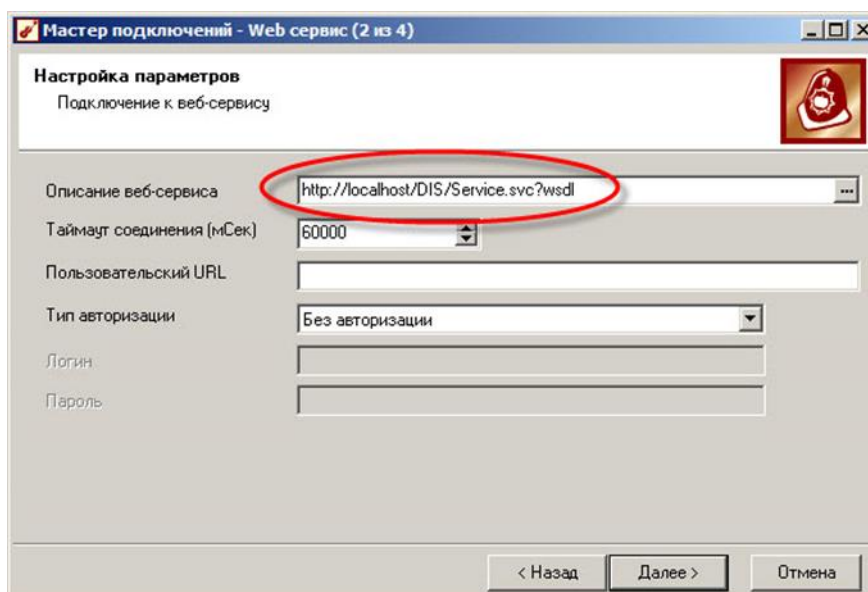 Мастер подключений - Web сервис (2 из 4)
Настройка параметров
Подключение к веб-сервису
Описание веб-сервиса
http://localhost/DIS/Service.svc?wsdl
...
Таймаут соединения (мСек)
60000
Пользовательский URL
Тип авторизации
Без авторизации
Логин
Пароль
< Назад
Далее >
Отмена